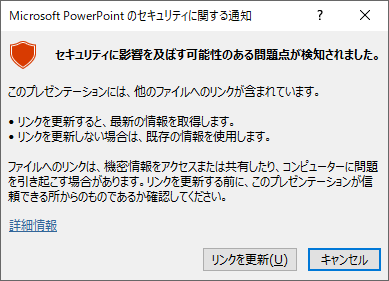 Microsoft PowerPoint のセキュリティに関する通知
セキュリティに影響を及ぼす可能性のある問題点が検知されました。
このプレゼンテーションには、他のファイルへのリンクが含まれています。
• リンクを更新すると、最新の情報を取得します。
• リンクを更新しない場合は、既存の情報を使用します。
ファイルへのリンクは、機密情報をアクセスまたは共有したり、コンピューターに問題
を引き起こす場合があります。リンクを更新する前に、このプレゼンテーションが信
頼できる所からのものであるか確認してください。
詳細情報
リンクを更新(U) キャンセル